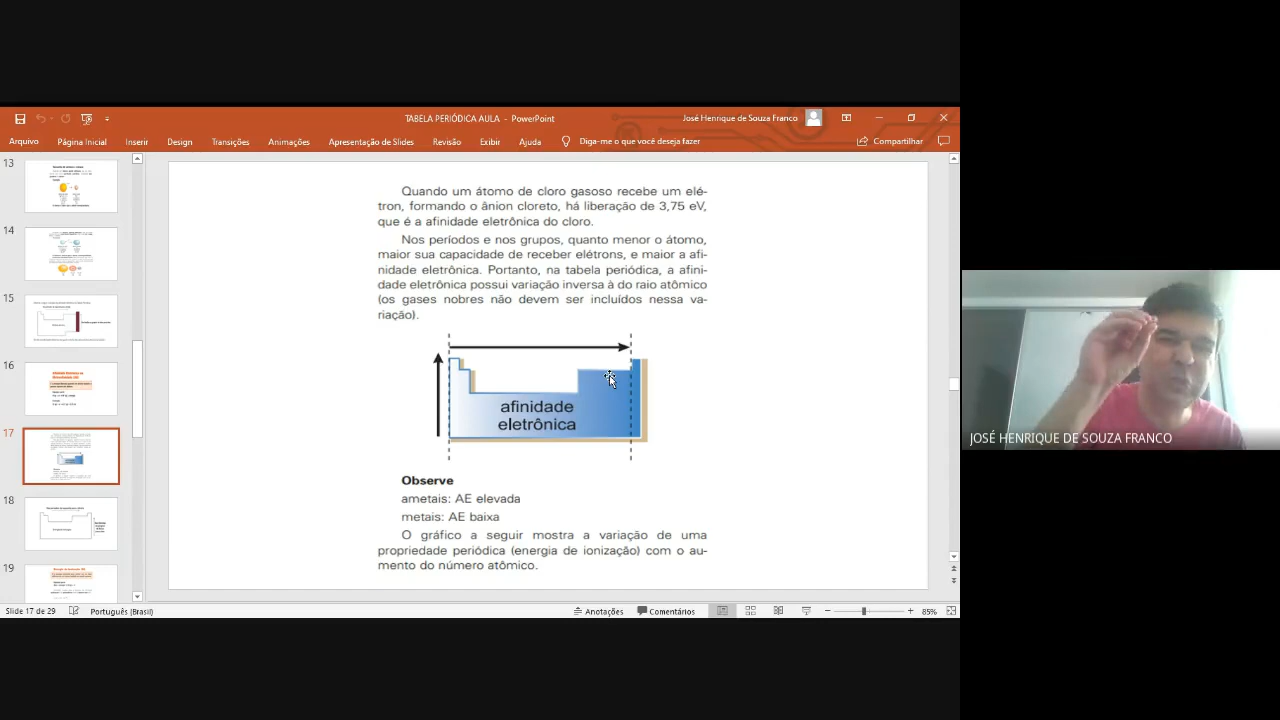 TABELA PERIÓDICA AULA - PowerPoint
José Henrique de Souza Franco
Arquivo Página Inicial Inserir Design Transições Animações Apresentação de Slides Revisão Exibir Ajuda Diga-me o que você deseja fazer Compartilhar
13
14
15
16
17
18
19
Quando um átomo de cloro gasoso recebe um elé-
tron, formando o ânion cloreto, há liberação de 3,75 eV,
que é a afinidade eletrônica do cloro.
Nos períodos e nos grupos, quanto menor o átomo,
maior sua capacidade de receber elétrons, e maior a afi-
nidade eletrônica. Portanto, na tabela periódica, a afini-
dade eletrônica possui variação inversa à do raio atômico
(os gases nobres não devem ser incluídos nessa va-
riação).
afinidade
eletrônica
Observe
ametais: AE elevada
metais: AE baixa
O gráfico a seguir mostra a variação de uma
propriedade periódica (energia de ionização) com o au-
mento do número atômico.
Slide 17 de 29 Português (Brasil) Anotações Comentários 85%
JOSÉ HENRIQUE DE SOUZA FRANCO